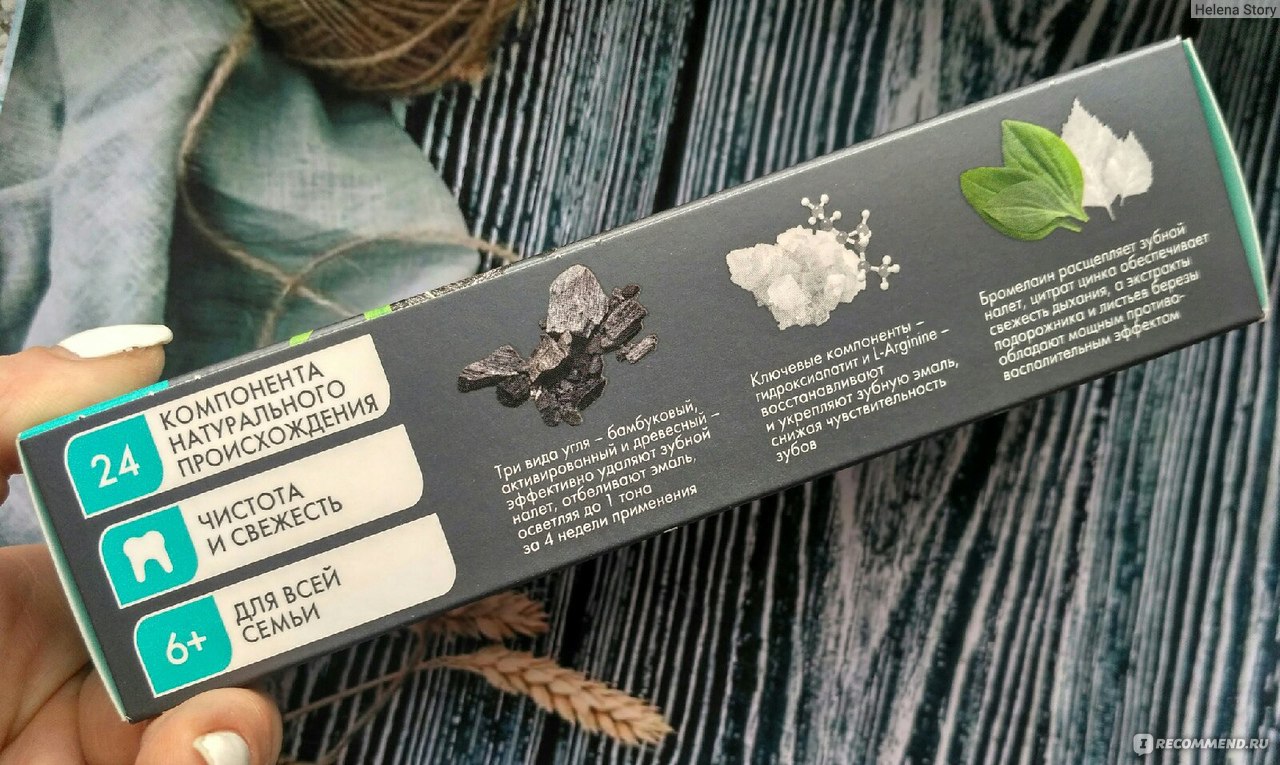 Helena Story
24
КОМПОНЕНТА
НАТУРАЛЬНОГО
ПРОИСХОЖДЕНИЯ
ЧИСТОТА
И СВЕЖЕСТЬ
6+
ДЛЯ ВСЕЙ
СЕМЬИ
Три вида угля – бамбуковый,
активированный и древесный –
эффективно удаляют зубной
налет, отбеливают эмаль,
осветляя до 1 тона
за 4 недели применения
Ключевые компоненты –
гидроксиапатит и L-Arginine –
восстанавливают
и укрепляют зубную эмаль,
снижая чувствительность
зубов
Бромелаин расщепляет зубной
налет, цитрат цинка обеспечивает
свежесть дыхания, а экстракты
подорожника и листьев березы
обладают мощным противо-
воспалительным эффектом
I RECOMMEND.RU